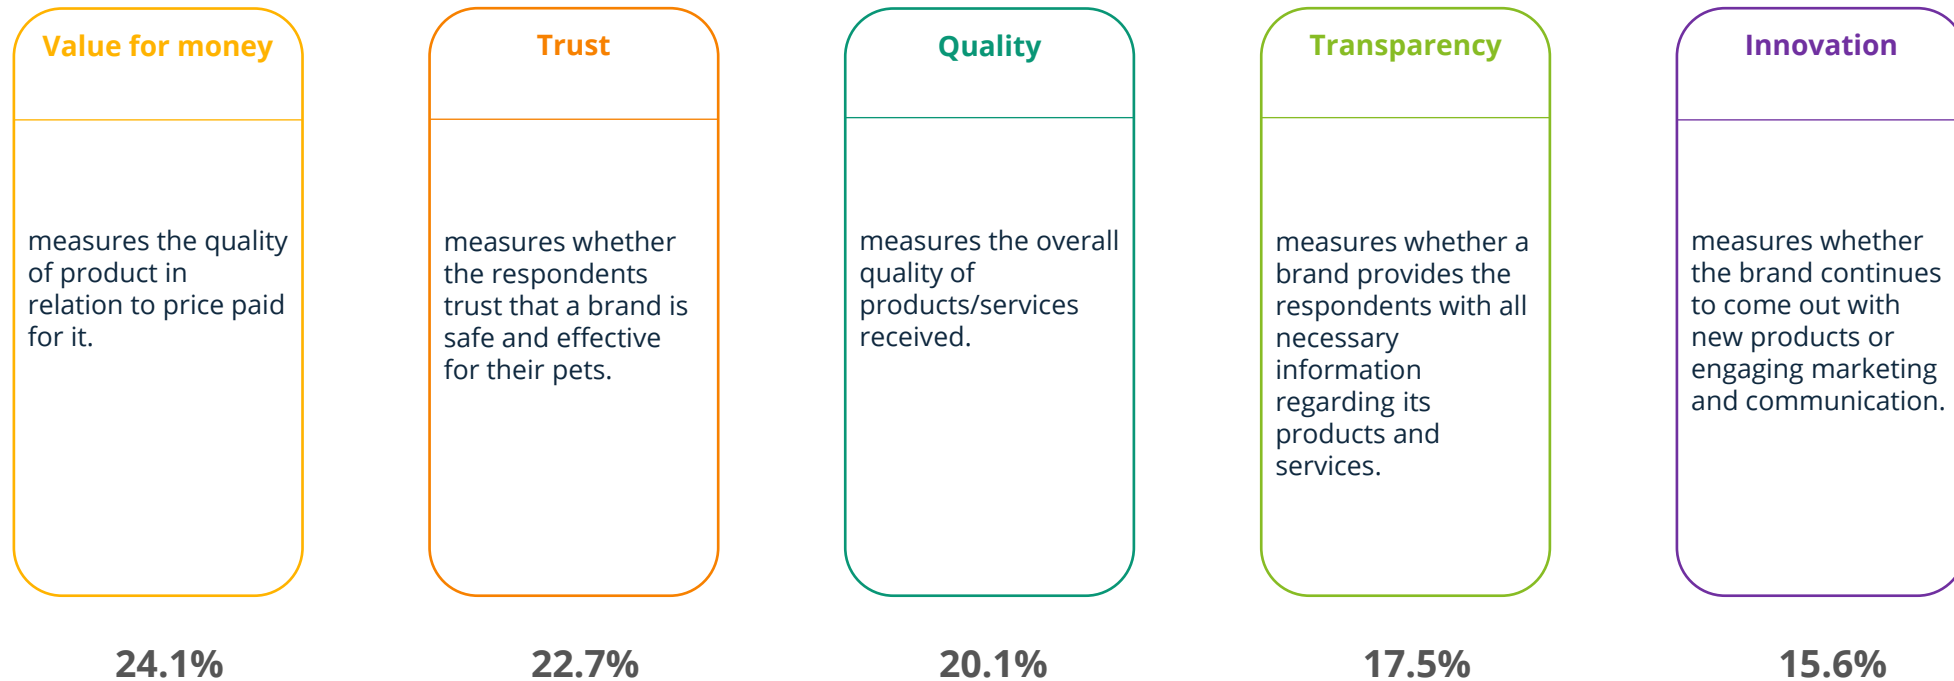 Value for money
measures the quality
of product in
relation to price paid
for it.
24.1%
Trust
measures whether
the respondents
trust that a brand is
safe and effective
for their pets.
22.7%
Quality
measures the overall
quality of
products/services
received.
20.1%
Transparency
measures whether a
brand provides the
respondents with all
necessary
information
regarding its
products and
services.
17.5%
Innovation
measures whether
the brand continues
to come out with
new products or
engaging marketing
and communication.
15.6%